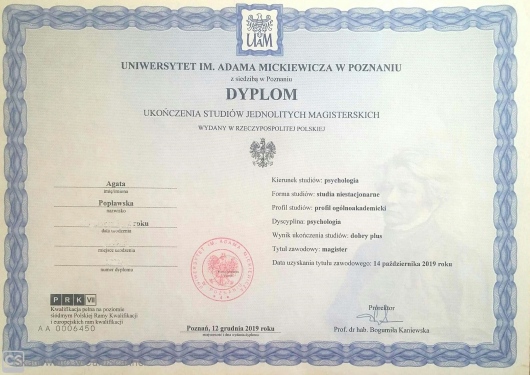 UAM
UNIWERSYTET IM. ADAMA MICKIEWICZA W POZNANIU
z siedzibą w Poznaniu
DYPLOM
UKOŃCZENIA STUDIÓW JEDNOLITYCH MAGISTERSKICH
WYDANY W RZECZYPOSPOLITEJ POLSKIEJ
Agata
imię/imiona
Popławska
nazwisko
roku
data urodzenia
miejsce urodzenia
numer dyplomu
Kierunek studiów: psychologia
Forma studiów: studia niestacjonarne
Profil studiów: profil ogólnoakademicki
Dyscyplina: psychologia
Wynik ukończenia studiów: dobry plus
Tytuł zawodowy: magister
Data uzyskania tytułu zawodowego: 14 października 2019 roku
PRK VII
Kwalifikacja pełna na poziomie
siódmym Polskiej Ramy Kwalifikacji
i europejskich ram kwalifikacji
AA 0006450
Poznań, 12 grudnia 2019 roku
Prorektor
Prof. dr hab. Bogumiła Kaniewska
CS